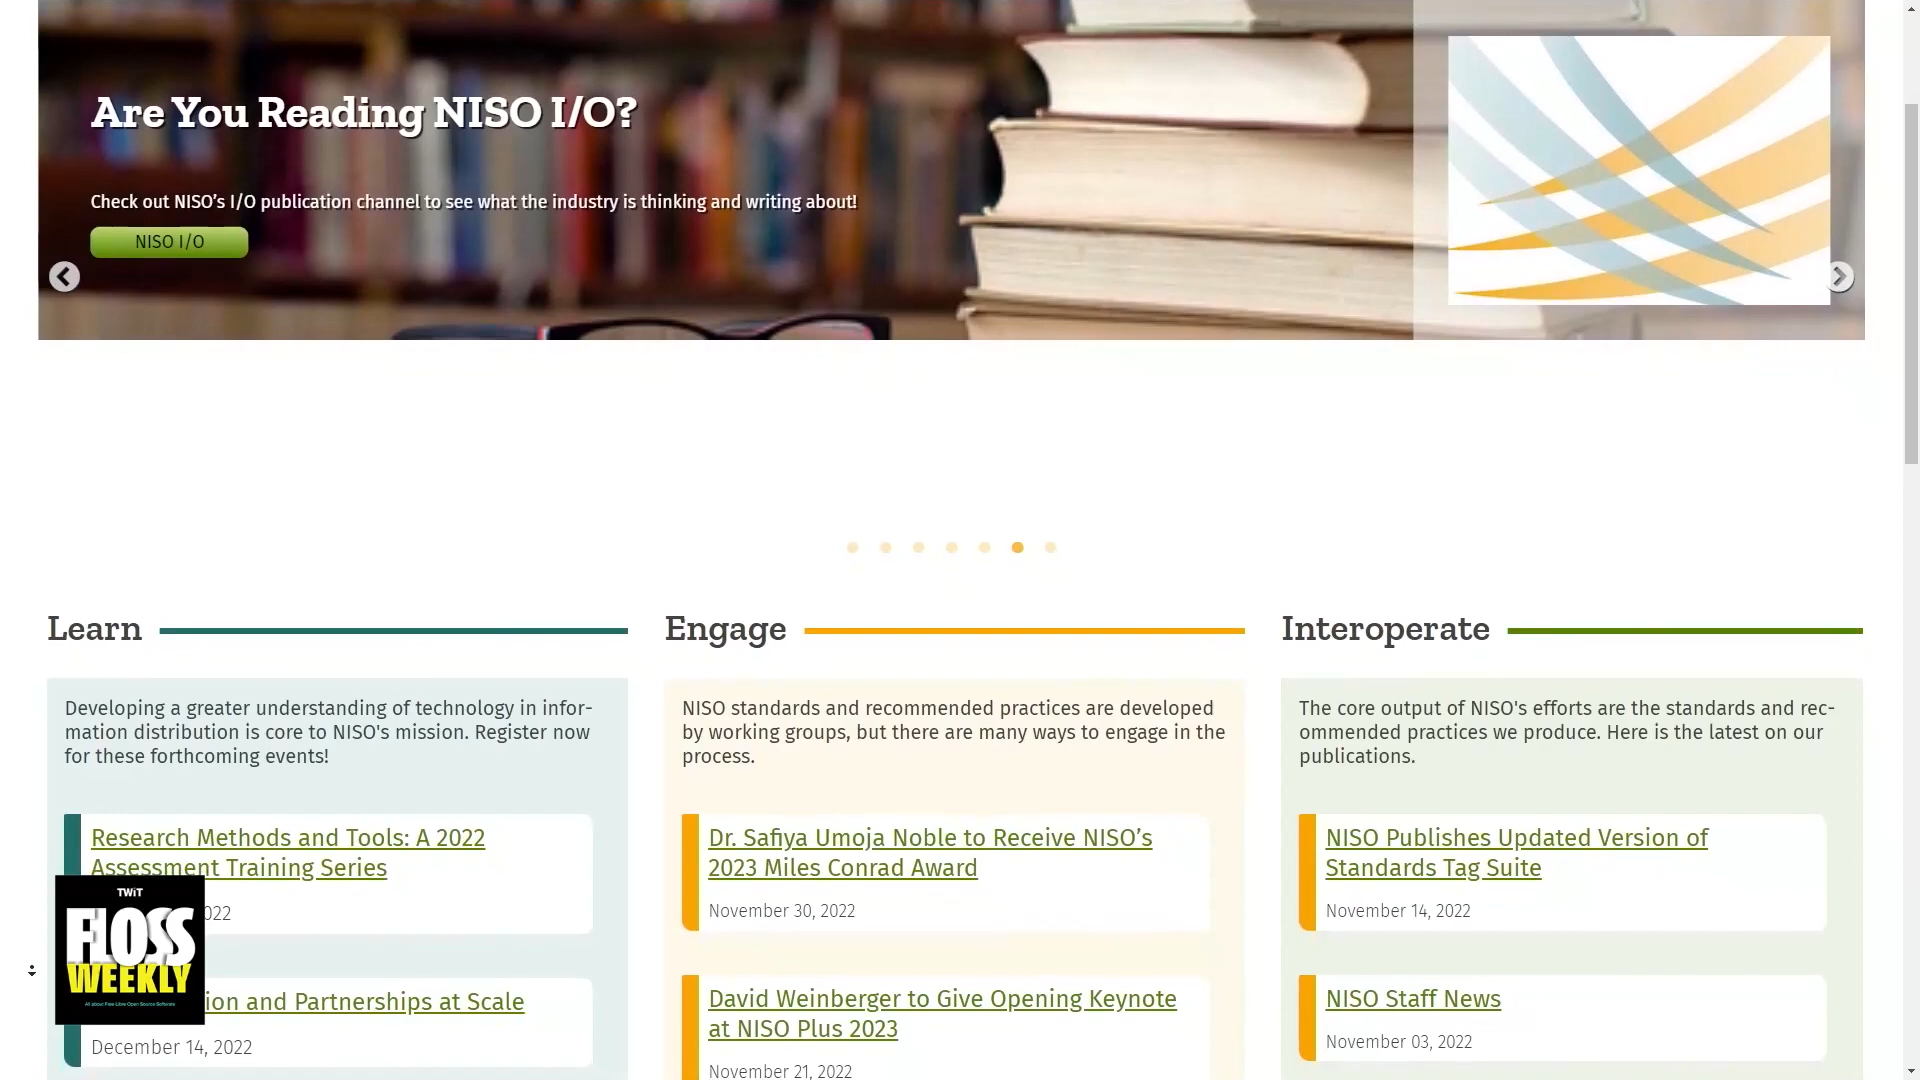 Are You Reading NISO I/O?
Check out NISO’s I/O publication channel to see what the industry is thinking and writing about!
NISO I/O
Learn
Developing a greater understanding of technology in infor-
mation distribution is core to NISO's mission. Register now
for these forthcoming events!
Research Methods and Tools: A 2022
Assessment Training Series
022
ion and Partnerships at Scale
December 14, 2022
TWiT
FLOSS
WEEKLY
All about Free Libre Open Source Software
Engage
NISO standards and recommended practices are developed
by working groups, but there are many ways to engage in the
process.
Dr. Safiya Umoja Noble to Receive NISO’s
2023 Miles Conrad Award
November 30, 2022
David Weinberger to Give Opening Keynote
at NISO Plus 2023
November 21, 2022
Interoperate
The core output of NISO's efforts are the standards and rec-
ommended practices we produce. Here is the latest on our
publications.
NISO Publishes Updated Version of
Standards Tag Suite
November 14, 2022
NISO Staff News
November 03, 2022